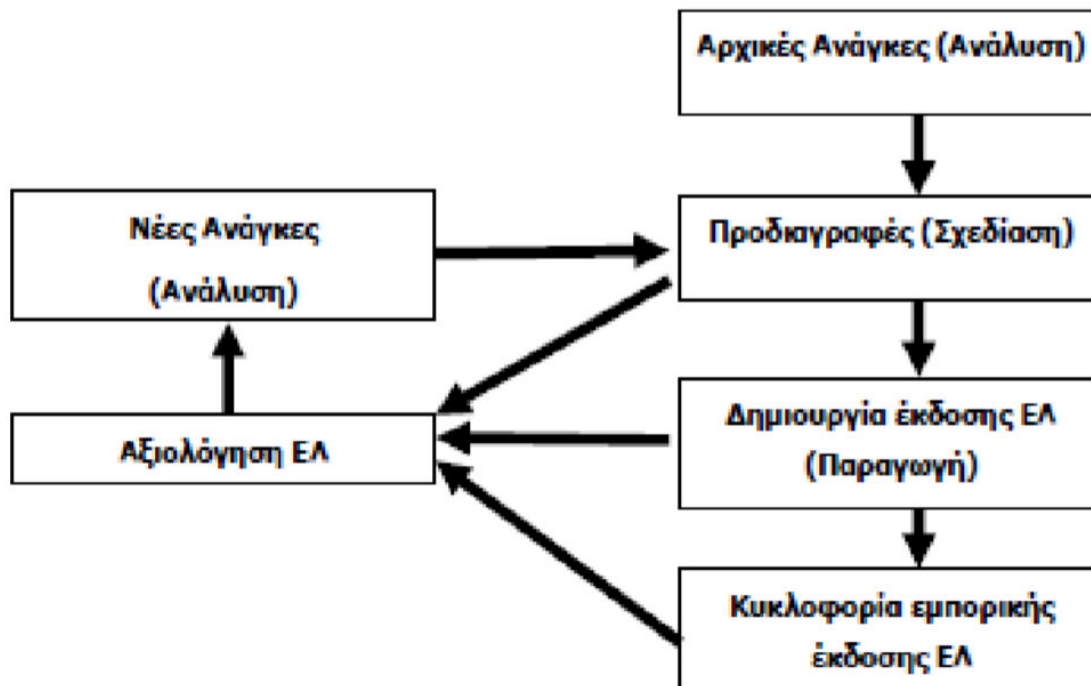 Αρχικές Ανάγκες (Ανάλυση)
Νέες Ανάγκες
(Ανάλυση)
Προδιαγραφές (Σχεδίαση)
Αξιολόγηση ΕΛ
Δημιουργία έκδοσης ΕΛ
(Παραγωγή)
Κυκλοφορία εμπορικής
έκδοσης ΕΛ